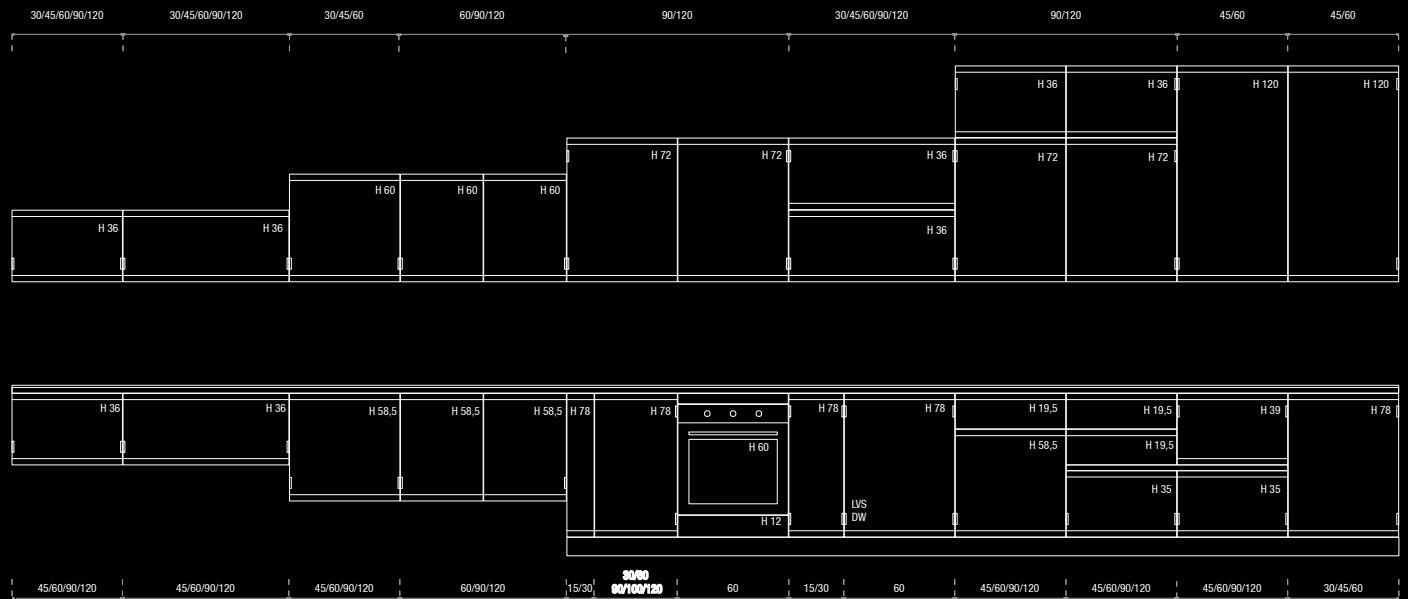 30/45/60/90/120 30/45/60/90/120 30/45/60 60/90/120 90/120 30/45/60/90/120 90/120 45/60 45/60
H 36 H 36 H 120 H 120
H 72 H 72 H 36 H 72 H 72
H 60 H 60 H 60
H 36 H 36 H 36
H 36 H 36 H 58,5 H 58,5 H 58,5 H 78 H 78 H 78 H 78 H 19,5 H 19,5 H 39 H 78
H 60 H 58,5 H 19,5
H 35 H 35
LVS
H 12 DW
30/60
45/60/90/120 45/60/90/120 45/60/90/120 60/90/120 15/30 90/100/120 60 15/30 60 45/60/90/120 45/60/90/120 45/60/90/120 30/45/60